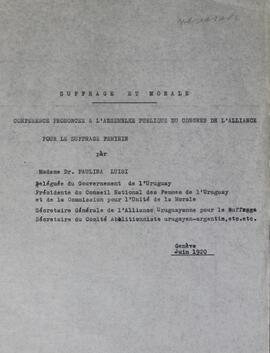 SUFFRAGE ET MORALE
CONFERENCE PRONONCEE A L'ASSEMBLEE PUBLIQUE DU CONGRES DE L'ALLIANCE
POUR LE SUFFRAGE FEMININ
par
Madame Dr. PAULINA LUISI
Déléguée du Gouvernement de l'Uruguay
Présidente du Conseil National des Femmes de l'Uruguay
et de la Commission pour l'Unité de la Morale
Secrétaire Générale de l'Alliance Uruguayenne pour le Suffrage
Secrétaire du Comité Abolitionniste urugayen-argentin,etc.etc.
Genève
Juin 1920